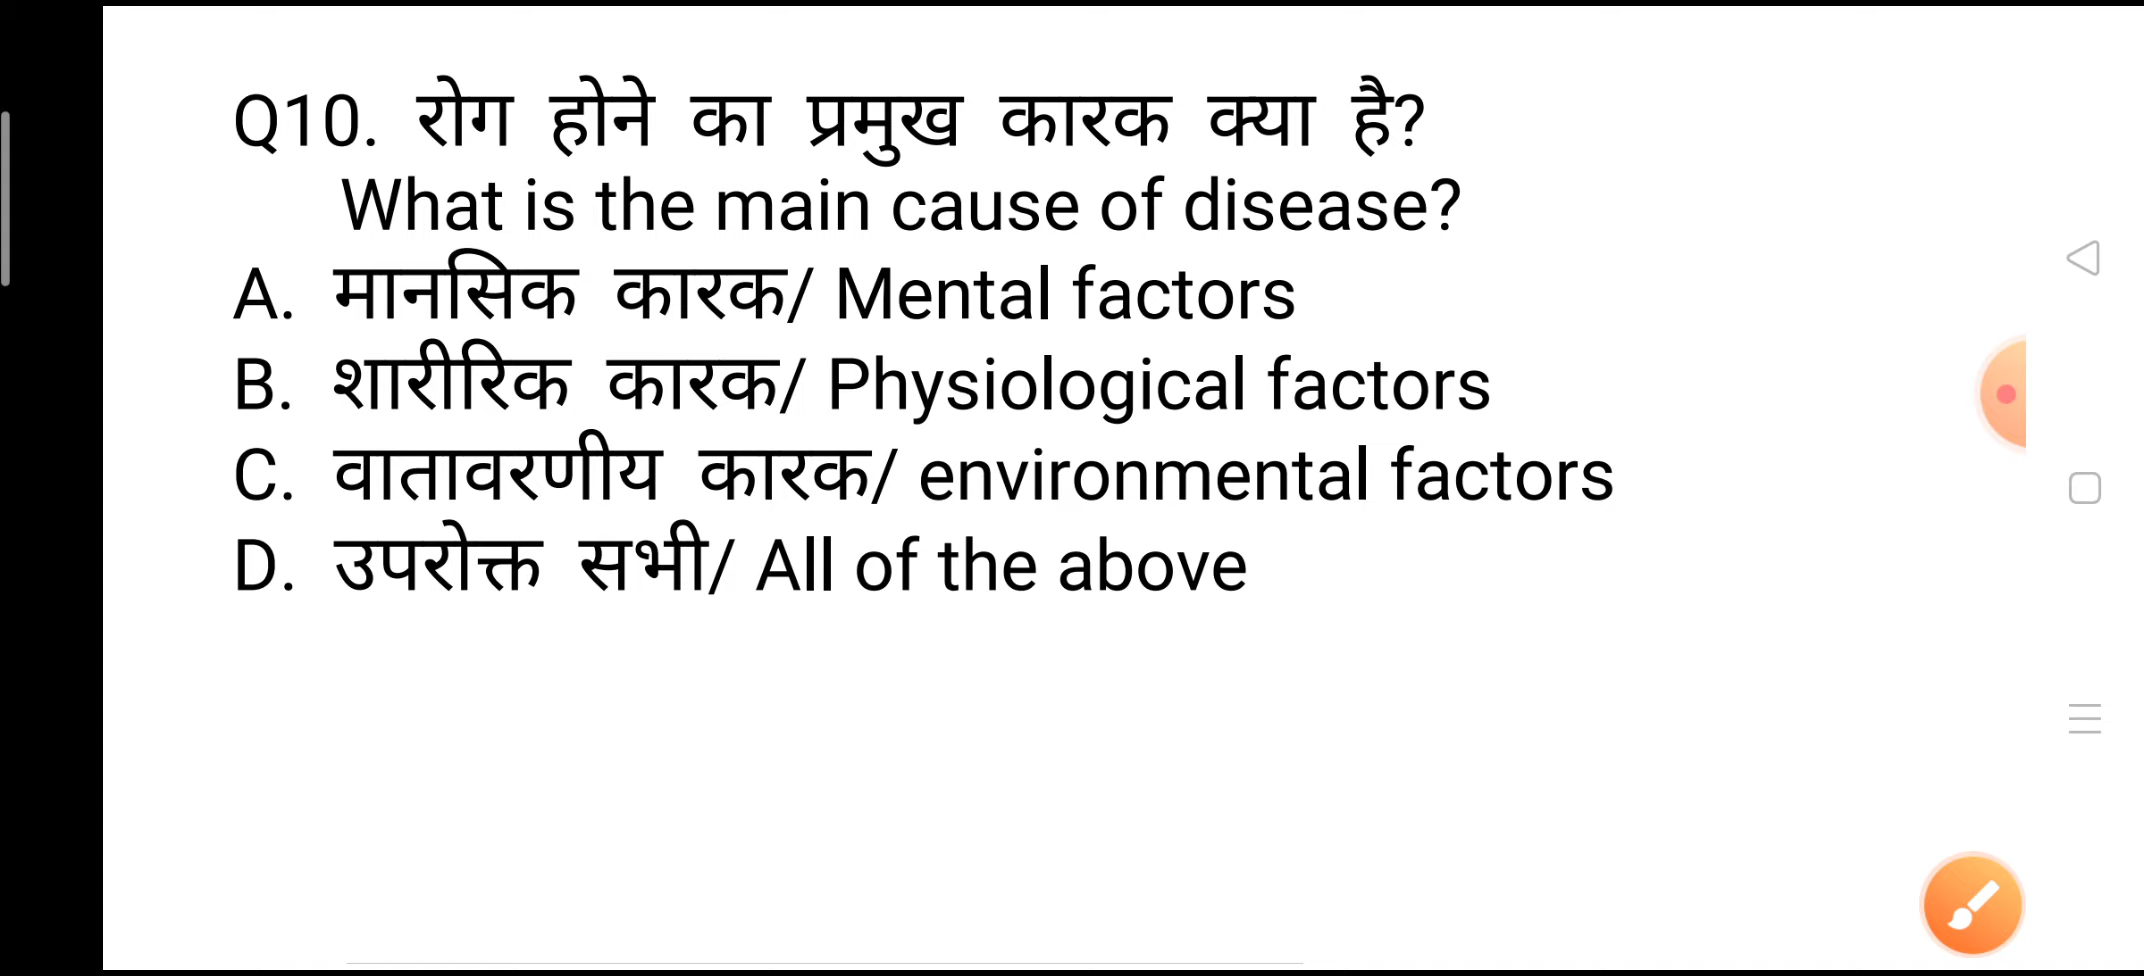 Q10. रोग होने का प्रमुख कारक क्या है?
What is the main cause of disease?
A. मानसिक कारक/ Mental factors
B. शारीरिक कारक/ Physiological factors
C. वातावरणीय कारक/ environmental factors
D. उपरोक्त सभी/ All of the above